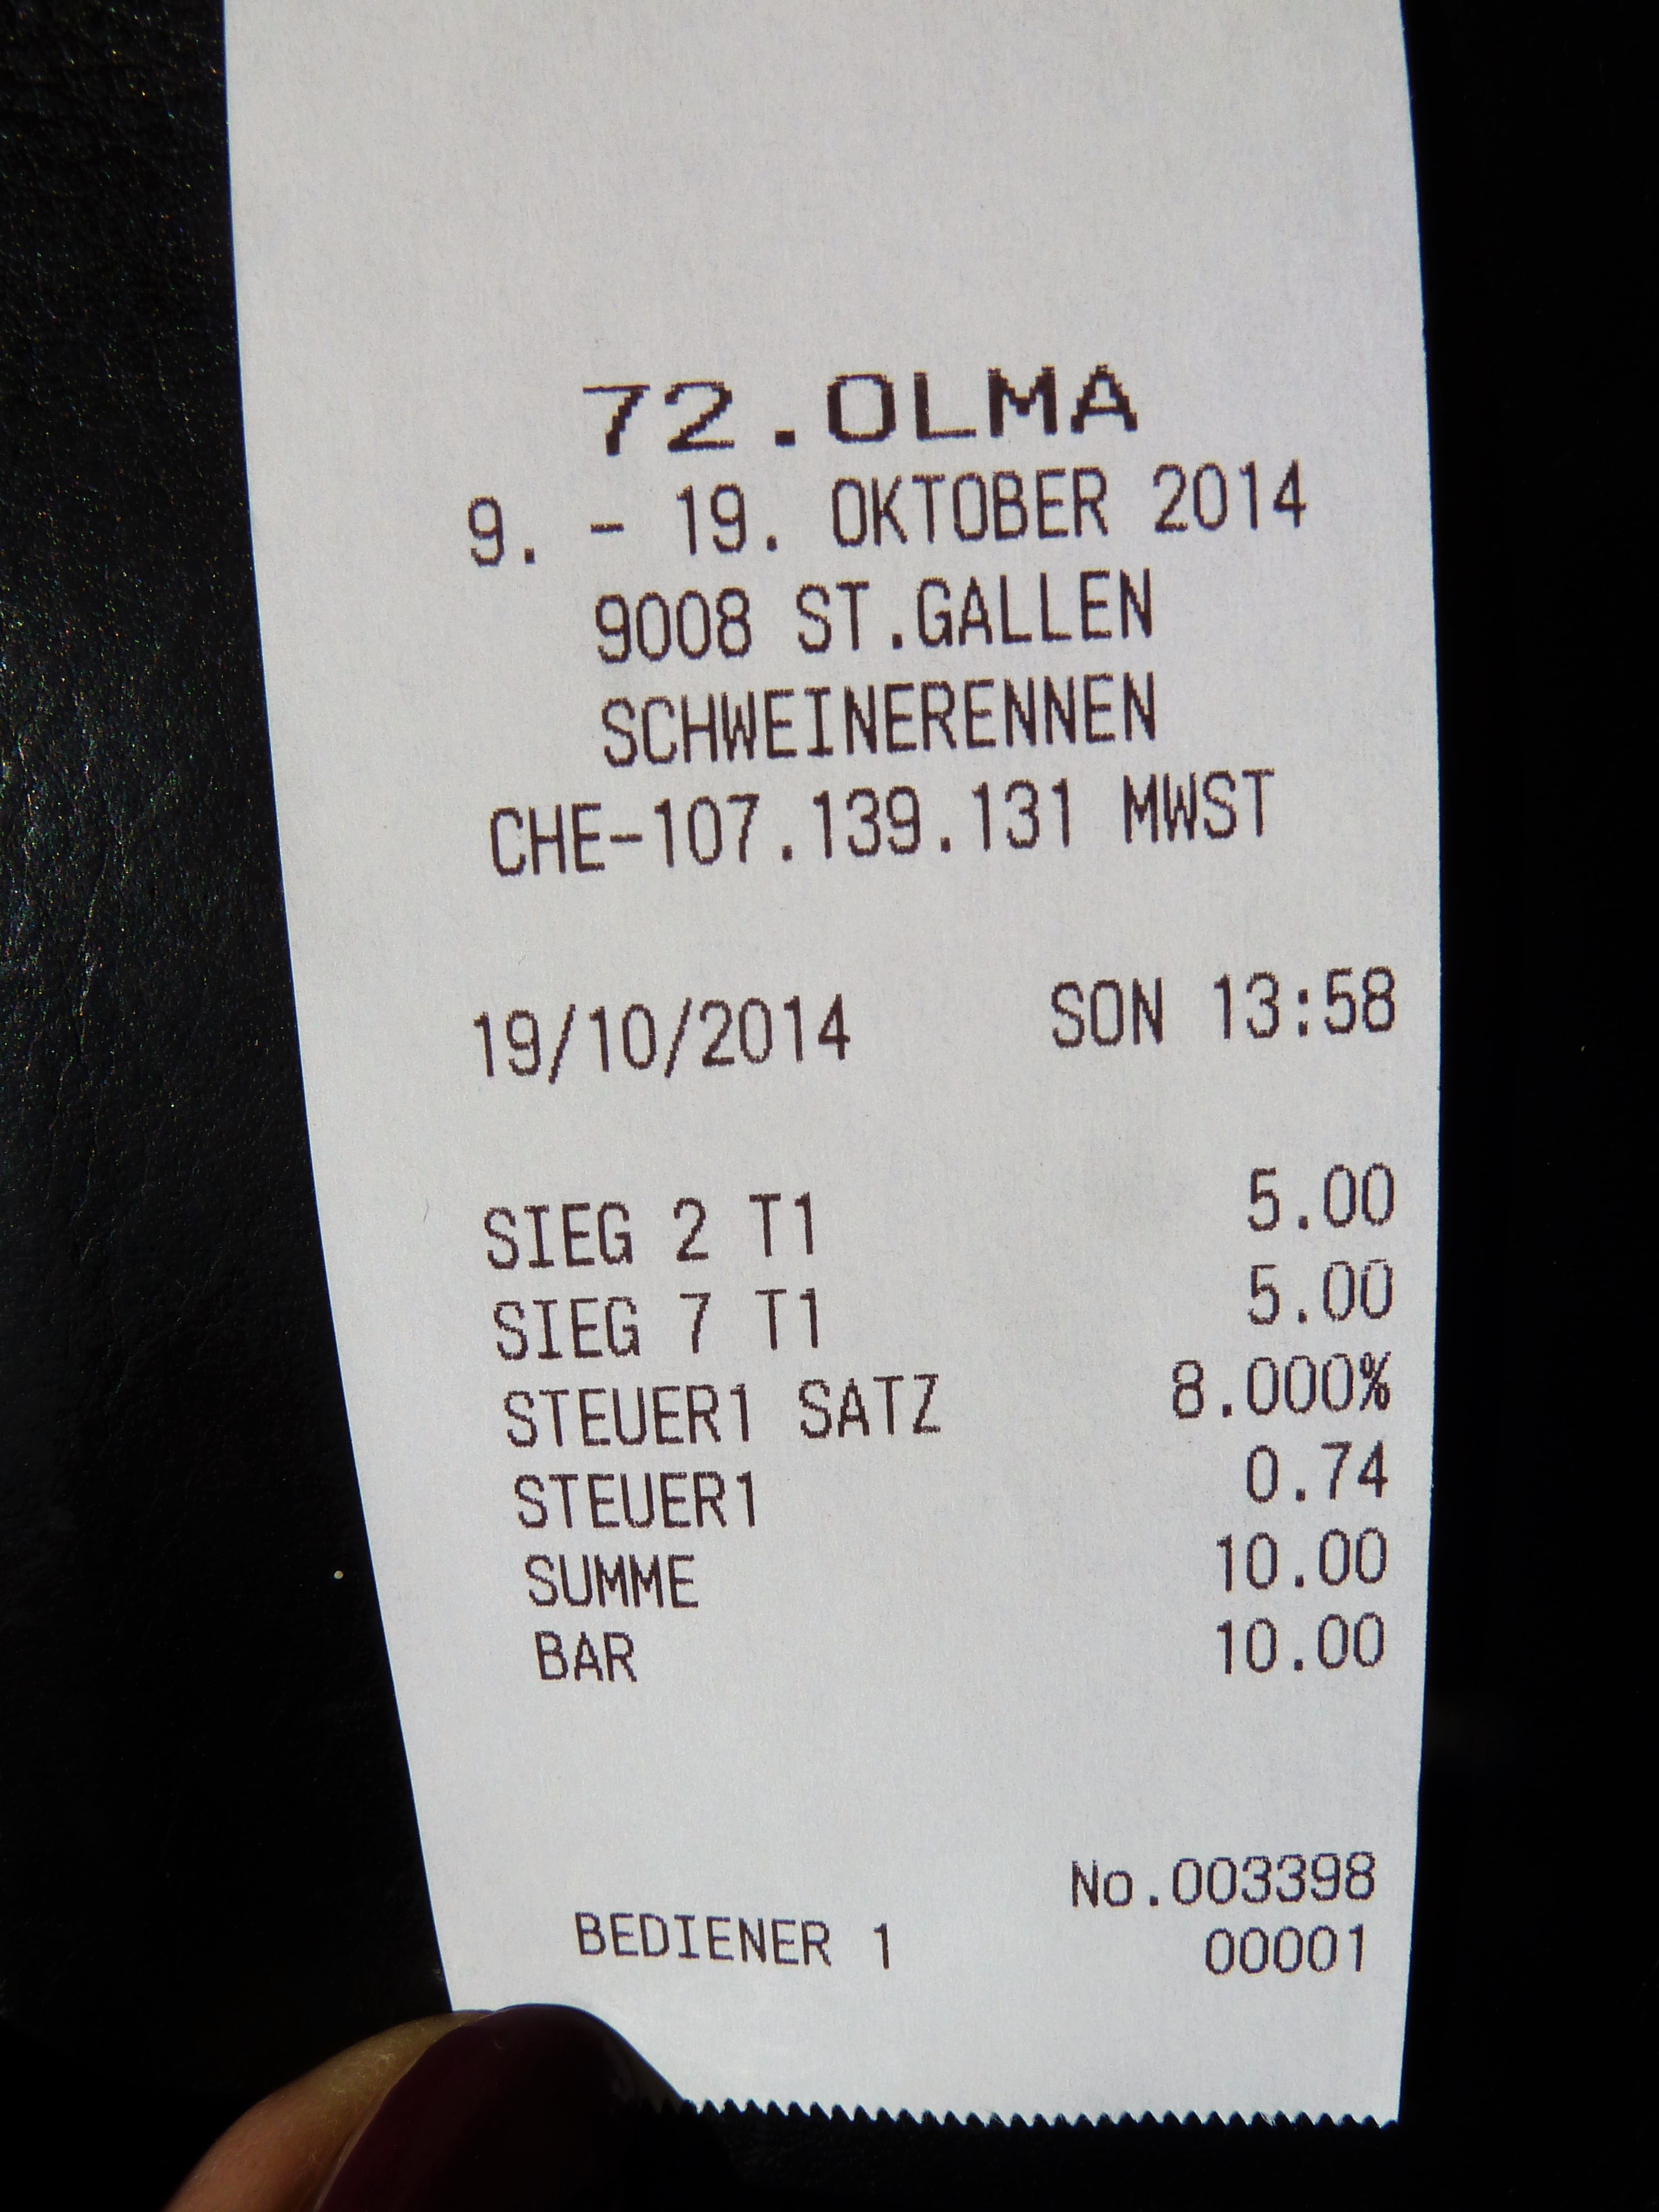 72.OLMA
9. - 19. OKTOBER 2014
9008 ST.GALLEN
SCHWEINERENNEN
CHE-107.139.131 MWST
19/10/2014 SON 13:58
SIEG 2 T1 5.00
SIEG 7 T1 5.00
STEUER1 SATZ 8.000%
STEUER1 0.74
SUMME 10.00
BAR 10.00
No.003398
BEDIENER 1 00001